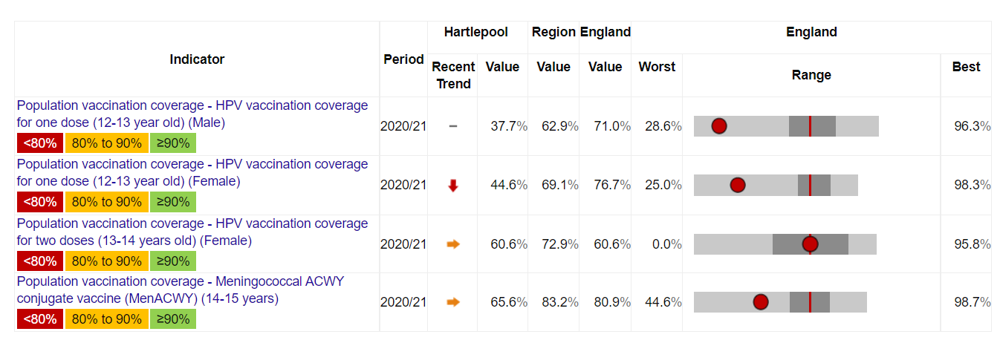 Hartlepool Region England England
Indicator Period Recent Trend Value Value Value Worst Range Best
Population vaccination coverage - HPV vaccination coverage
for one dose (12-13 year old) (Male)
<80% 80% to 90% ≥90%
2020/21 – 37.7% 62.9% 71.0% 28.6% 96.3%
Population vaccination coverage - HPV vaccination coverage
for one dose (12-13 year old) (Female)
<80% 80% to 90% ≥90%
2020/21 44.6% 69.1% 76.7% 25.0% 98.3%
Population vaccination coverage - HPV vaccination coverage
for two doses (13-14 years old) (Female)
<80% 80% to 90% ≥90%
2020/21 60.6% 72.9% 60.6% 0.0% 95.8%
Population vaccination coverage - Meningococcal ACWY
conjugate vaccine (MenACWY) (14-15 years)
<80% 80% to 90% ≥90%
2020/21 65.6% 83.2% 80.9% 44.6% 98.7%